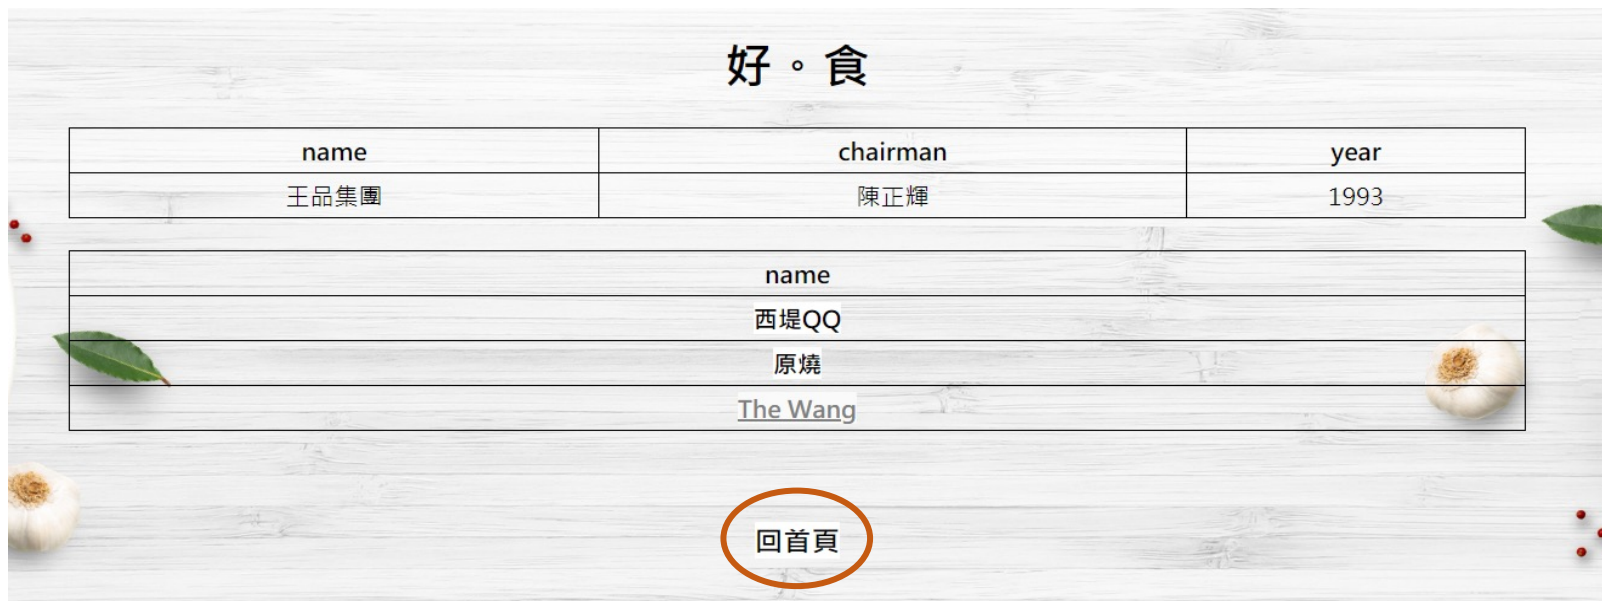 好。食
name chairman year
王品集團 陳正輝 1993
name
西堤QQ
原燒
The Wang
回首頁